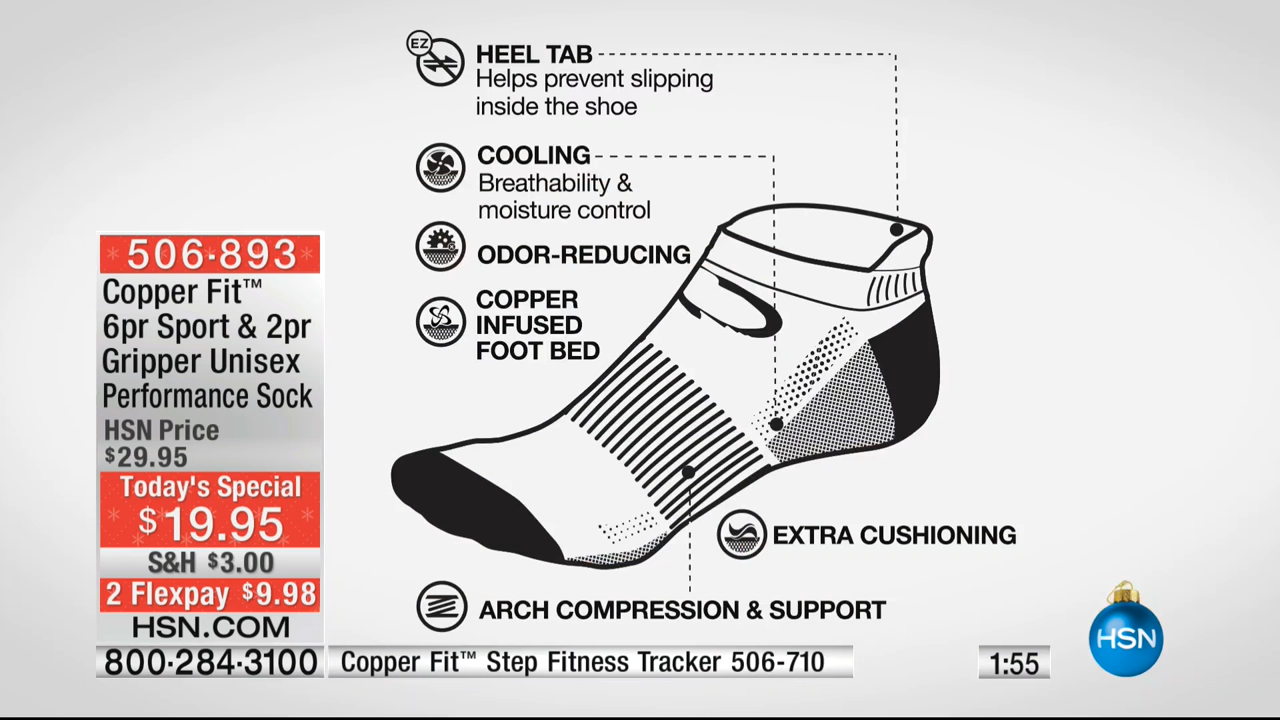 EZ
HEEL TAB
Helps prevent slipping
inside the shoe
COOLING
Breathability &
moisture control
ODOR-REDUCING
COPPER
INFUSED
FOOT BED
EXTRA CUSHIONING
ARCH COMPRESSION & SUPPORT
506-893
Copper Fit™
6pr Sport & 2pr
Gripper Unisex
Performance Sock
HSN Price
$29.95
Today's Special
$19.95
S&H $3.00
2 Flexpay $9.98
HSN.COM
800-284-3100
Copper Fit™ Step Fitness Tracker 506-710
1:55
HSN